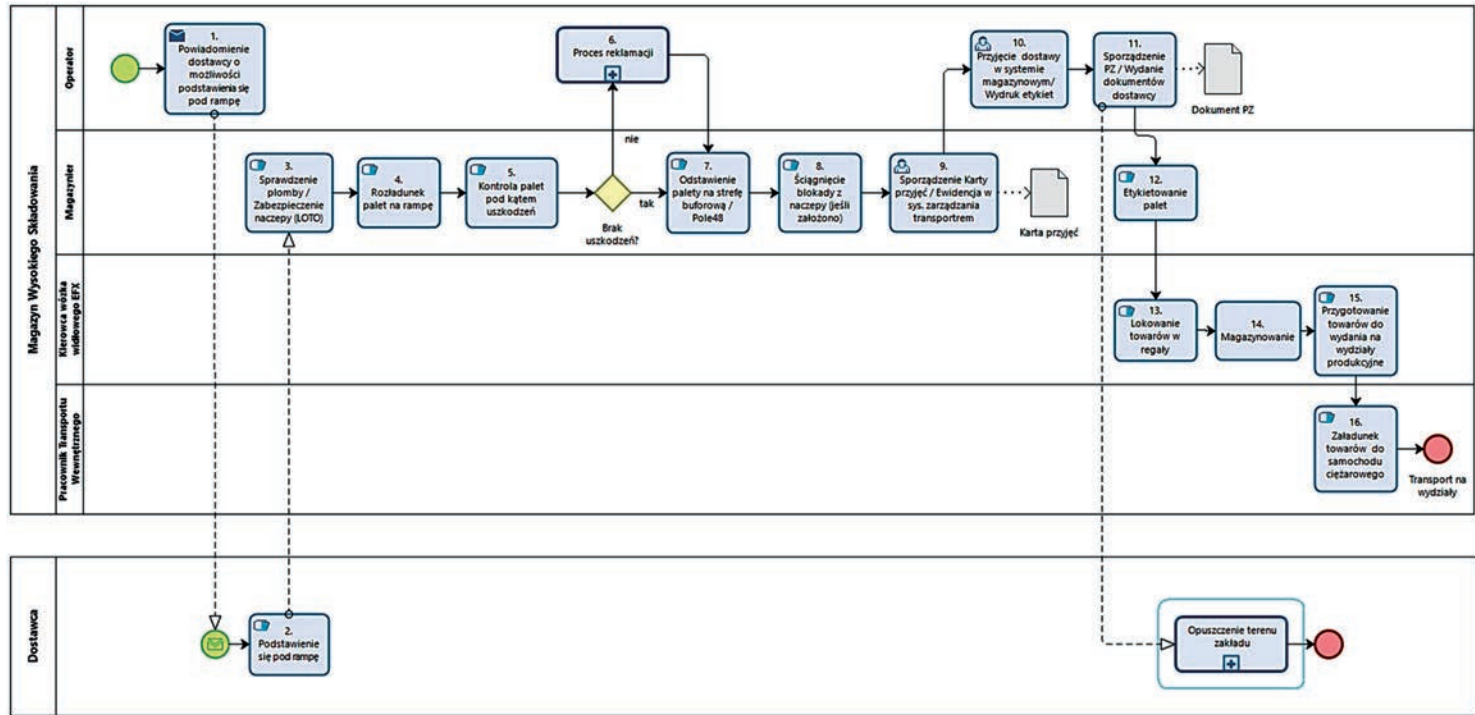 Magazyn Wysokiego Składowania
Operator
1.
Powiadomienie
dostawcy o
możliwości
podstawienia się
pod rampę
6.
Proces reklamacji
10.
Przyjęcie dostawy
w systemie
magazynowym/
Wydruk etykiet
11.
Sporządzenie
PZ / Wydanie
dokumentów
dostawcy
Dokument PZ
Magazynier
3.
Sprawdzenie
plomby /
Zabezpieczenie
naczepy (LOTO)
4.
Rozładunek
palet na rampę
5.
Kontrola palet
pod kątem
uszkodzeń
nie
tak
Brak
uszkodzeń?
7.
Odstawienie
palety na strefę
buforową /
Pole48
8.
Ściągnięcie
blokady z
naczepy (jeśli
założono)
9.
Sporządzenie Karty
przyjęć / Ewidencja w
sys. zarządzania
transportrem
Karta przyjęć
12.
Etykietowanie
palet
Kierowca wózka
widłowego EFX
13.
Lokowanie
towarów w
regały
14.
Magazynowanie
15.
Przygotowanie
towarów do
wydania na
wydziały
produkcyjne
Pracownik Transportu
Wewnętrznego
16.
Załadunek
towarów do
samochodu
ciężarowego
Transport na
wydziały
Dostawca
2.
Podstawienie
się pod rampę
Opuszczenie terenu
zakładu